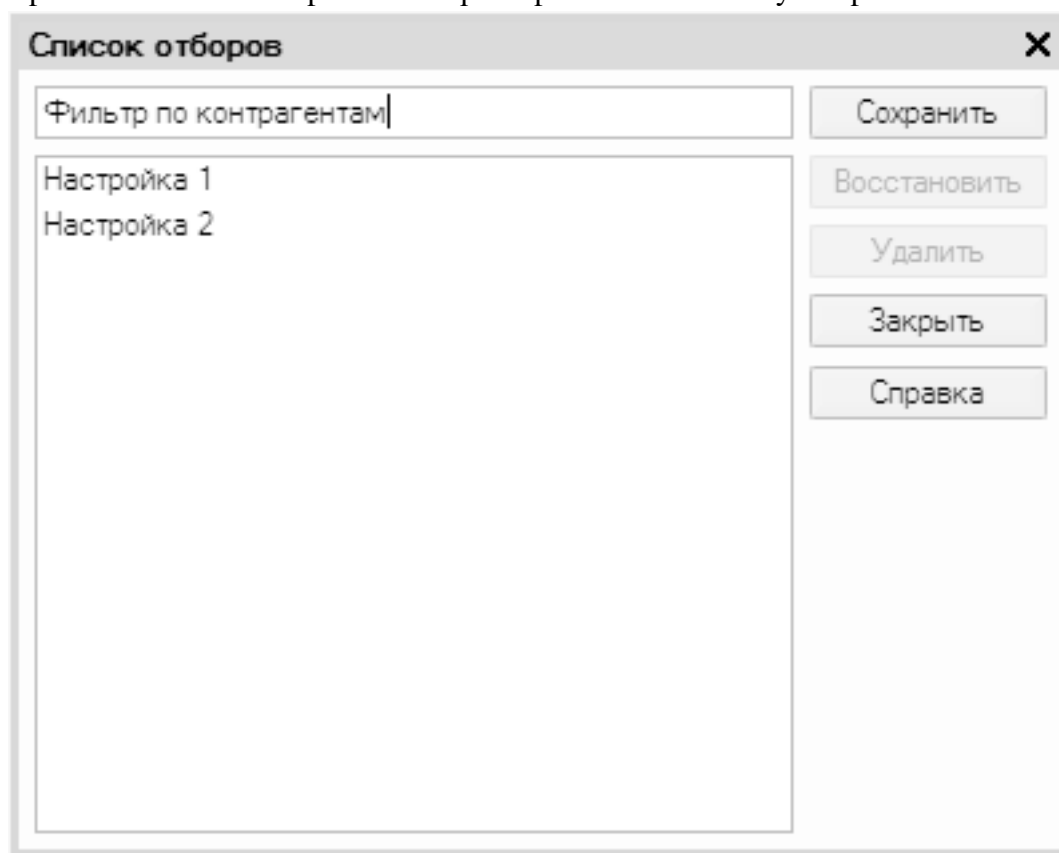 Список отборов
Фильтр по контрагентам
Сохранить
Настройка 1
Настройка 2
Восстановить
Удалить
Закрыть
Справка